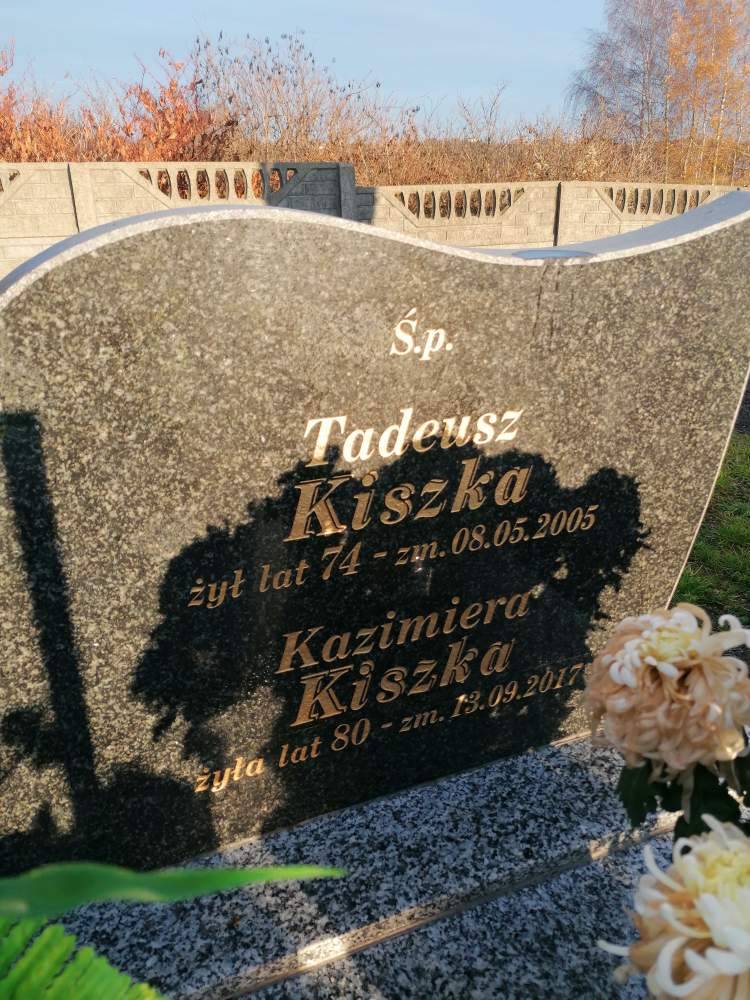 Ś.p.
Tadeusz
Kiszka
żył lat 74 - zm. 08.05.2005
Kazimiera
Kiszka
żyła lat 80 - zm. 13.09.2017